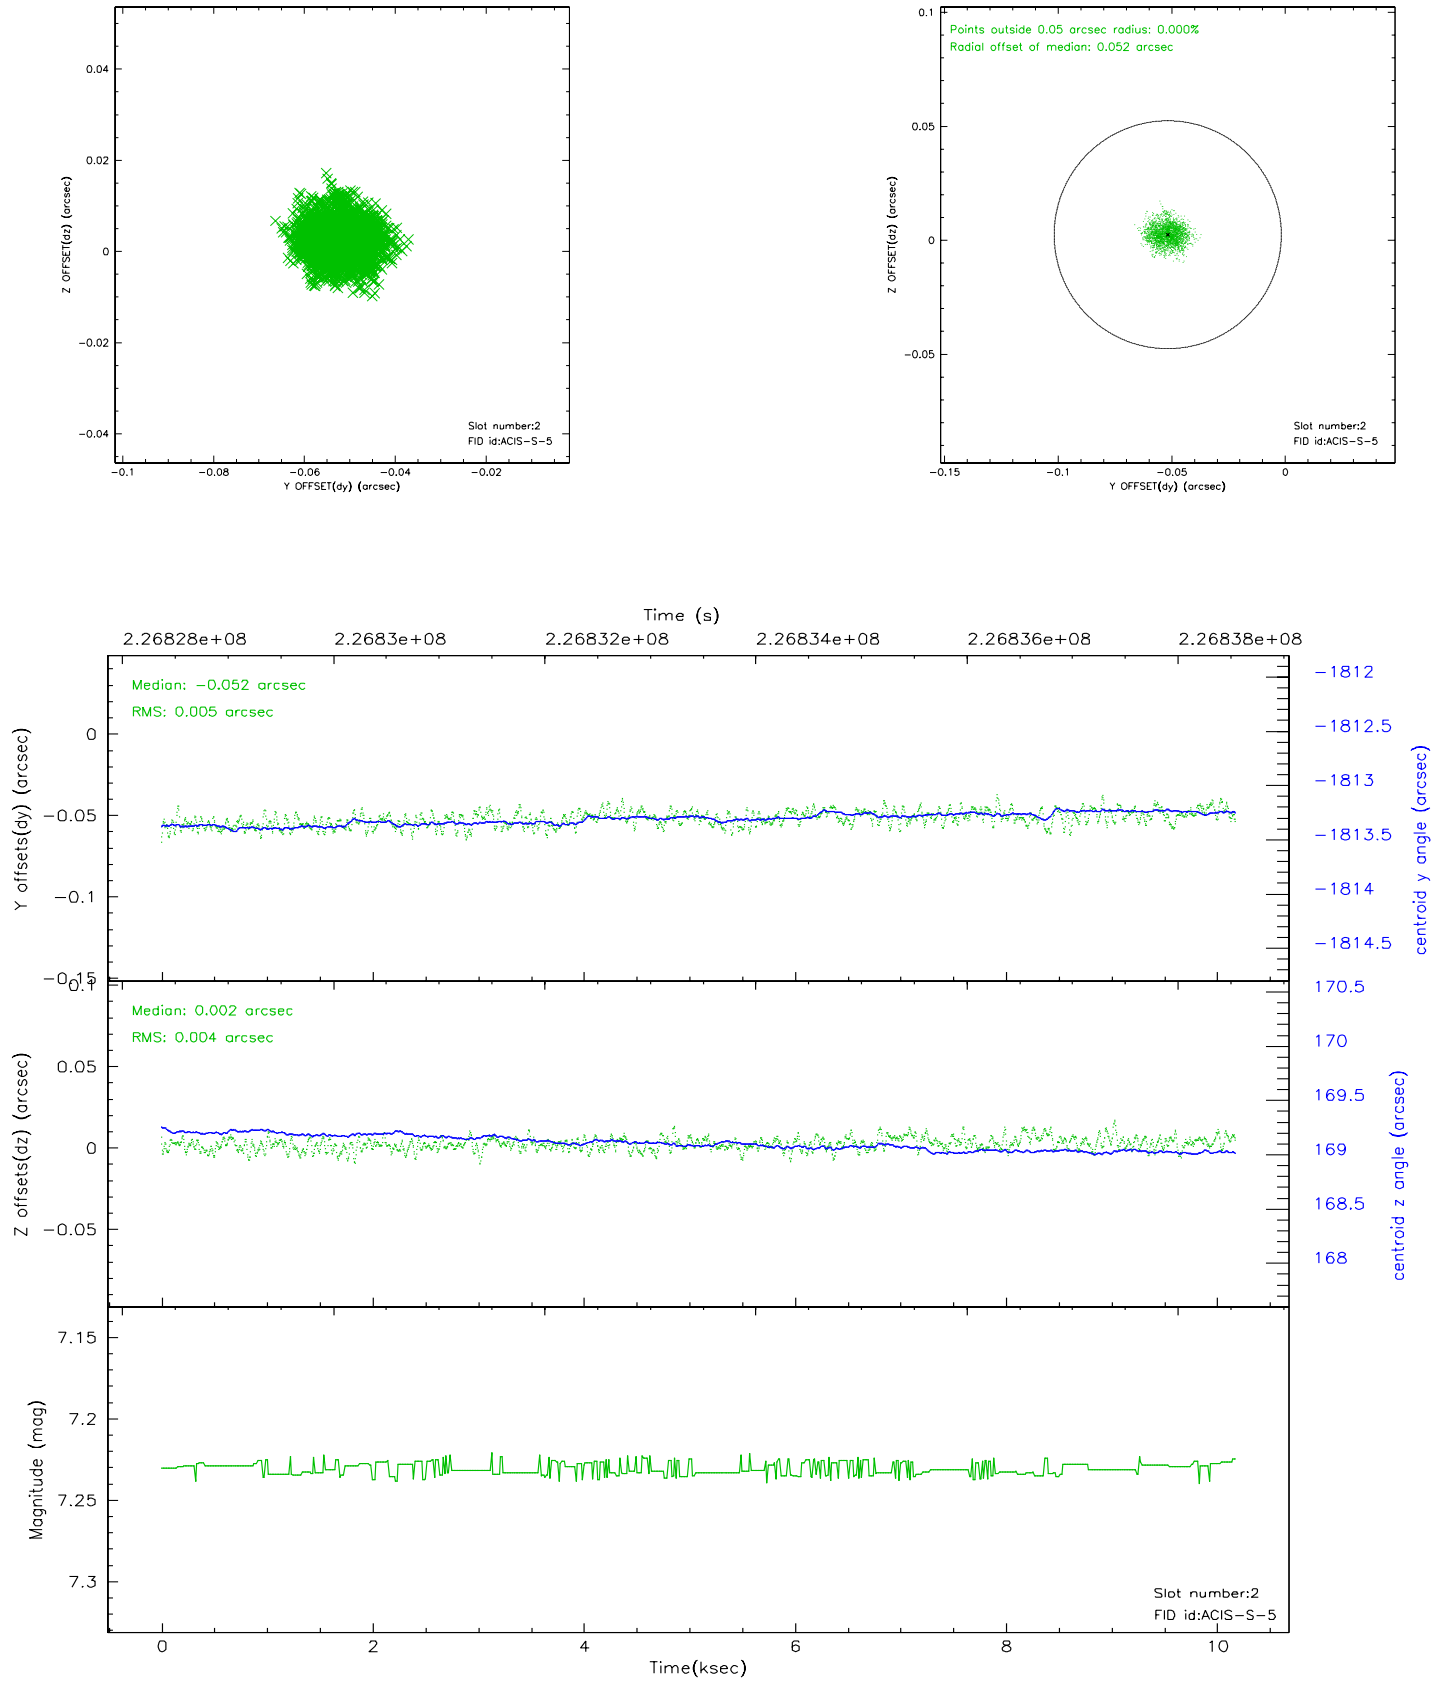 0.04
0.02
0
−0.02
−0.04
Z OFFSET(dz) (arcsec)
Slot number:2
FID id:ACIS−S−5
−0.1 −0.08 −0.06 −0.04 −0.02
Y OFFSET(dy) (arcsec)
0.1
0.05
0
−0.05
Z OFFSET(dz) (arcsec)
Points outside 0.05 arcsec radius: 0.000%
Radial offset of median: 0.052 arcsec
Slot number:2
FID id:ACIS−S−5
−0.15 −0.1 −0.05 0
Y OFFSET(dy) (arcsec)
Time (s)
2.26828e+08 2.2683e+08 2.26832e+08 2.26834e+08 2.26836e+08 2.26838e+08
Median: −0.052 arcsec
RMS: 0.005 arcsec
0
−0.05
−0.1
−0.15
Y offsets(dy) (arcsec)
−1812
−1812.5
−1813
−1813.5
−1814
−1814.5
centroid y angle (arcsec)
Median: 0.002 arcsec
RMS: 0.004 arcsec
0.1
0.05
0
−0.05
Z offsets(dz) (arcsec)
170.5
170
169.5
169
168.5
168
centroid z angle (arcsec)
7.15
7.2
7.25
7.3
Magnitude (mag)
Slot number:2
FID id:ACIS−S−5
0 2 4 6 8 10
Time(ksec)